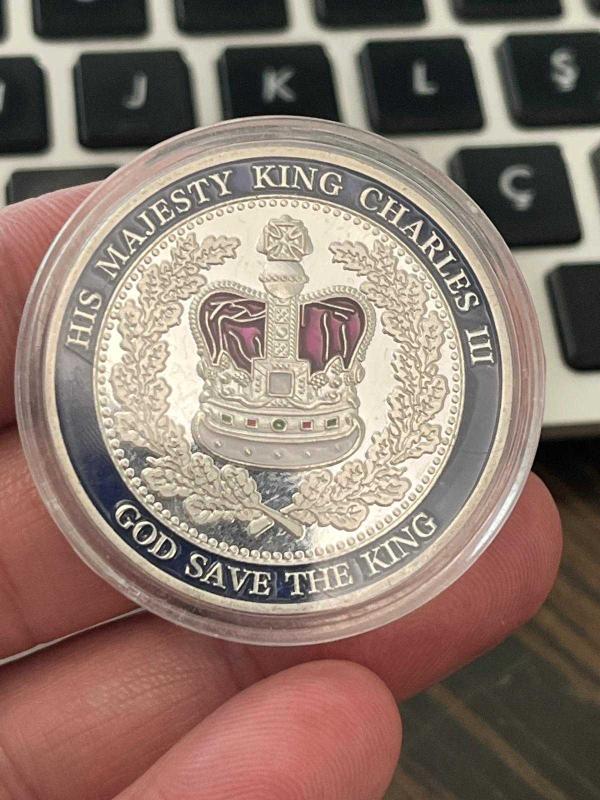 J K L Ş
Ç
HIS MAJESTY KING CHARLES III
GOD SAVE THE KING